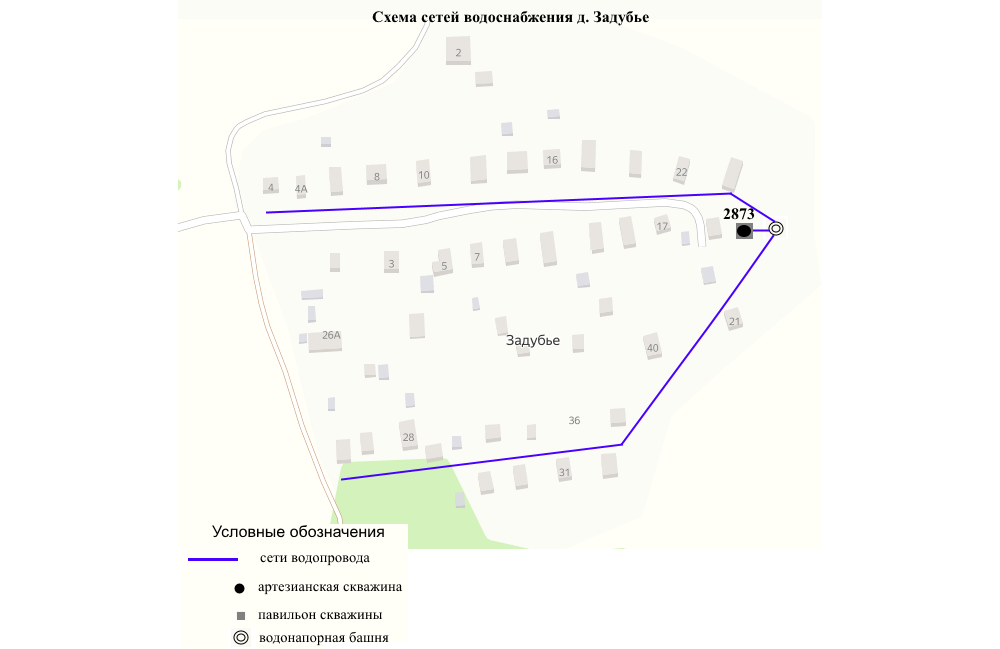 Схема сетей водоснабжения д. Задубье
2
16
22
8
10
4
4А
2873
17
7
3
5
21
26А
Задубье
40
36
28
31
Условные обозначения
сети водопровода
артезианская скважина
павильон скважины
водонапорная башня